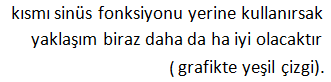 kısmı sinüs fonksiyonu yerine kullanırsak
yaklaşım biraz daha da ha iyi olacaktır
( grafikte yeşil çizgi).